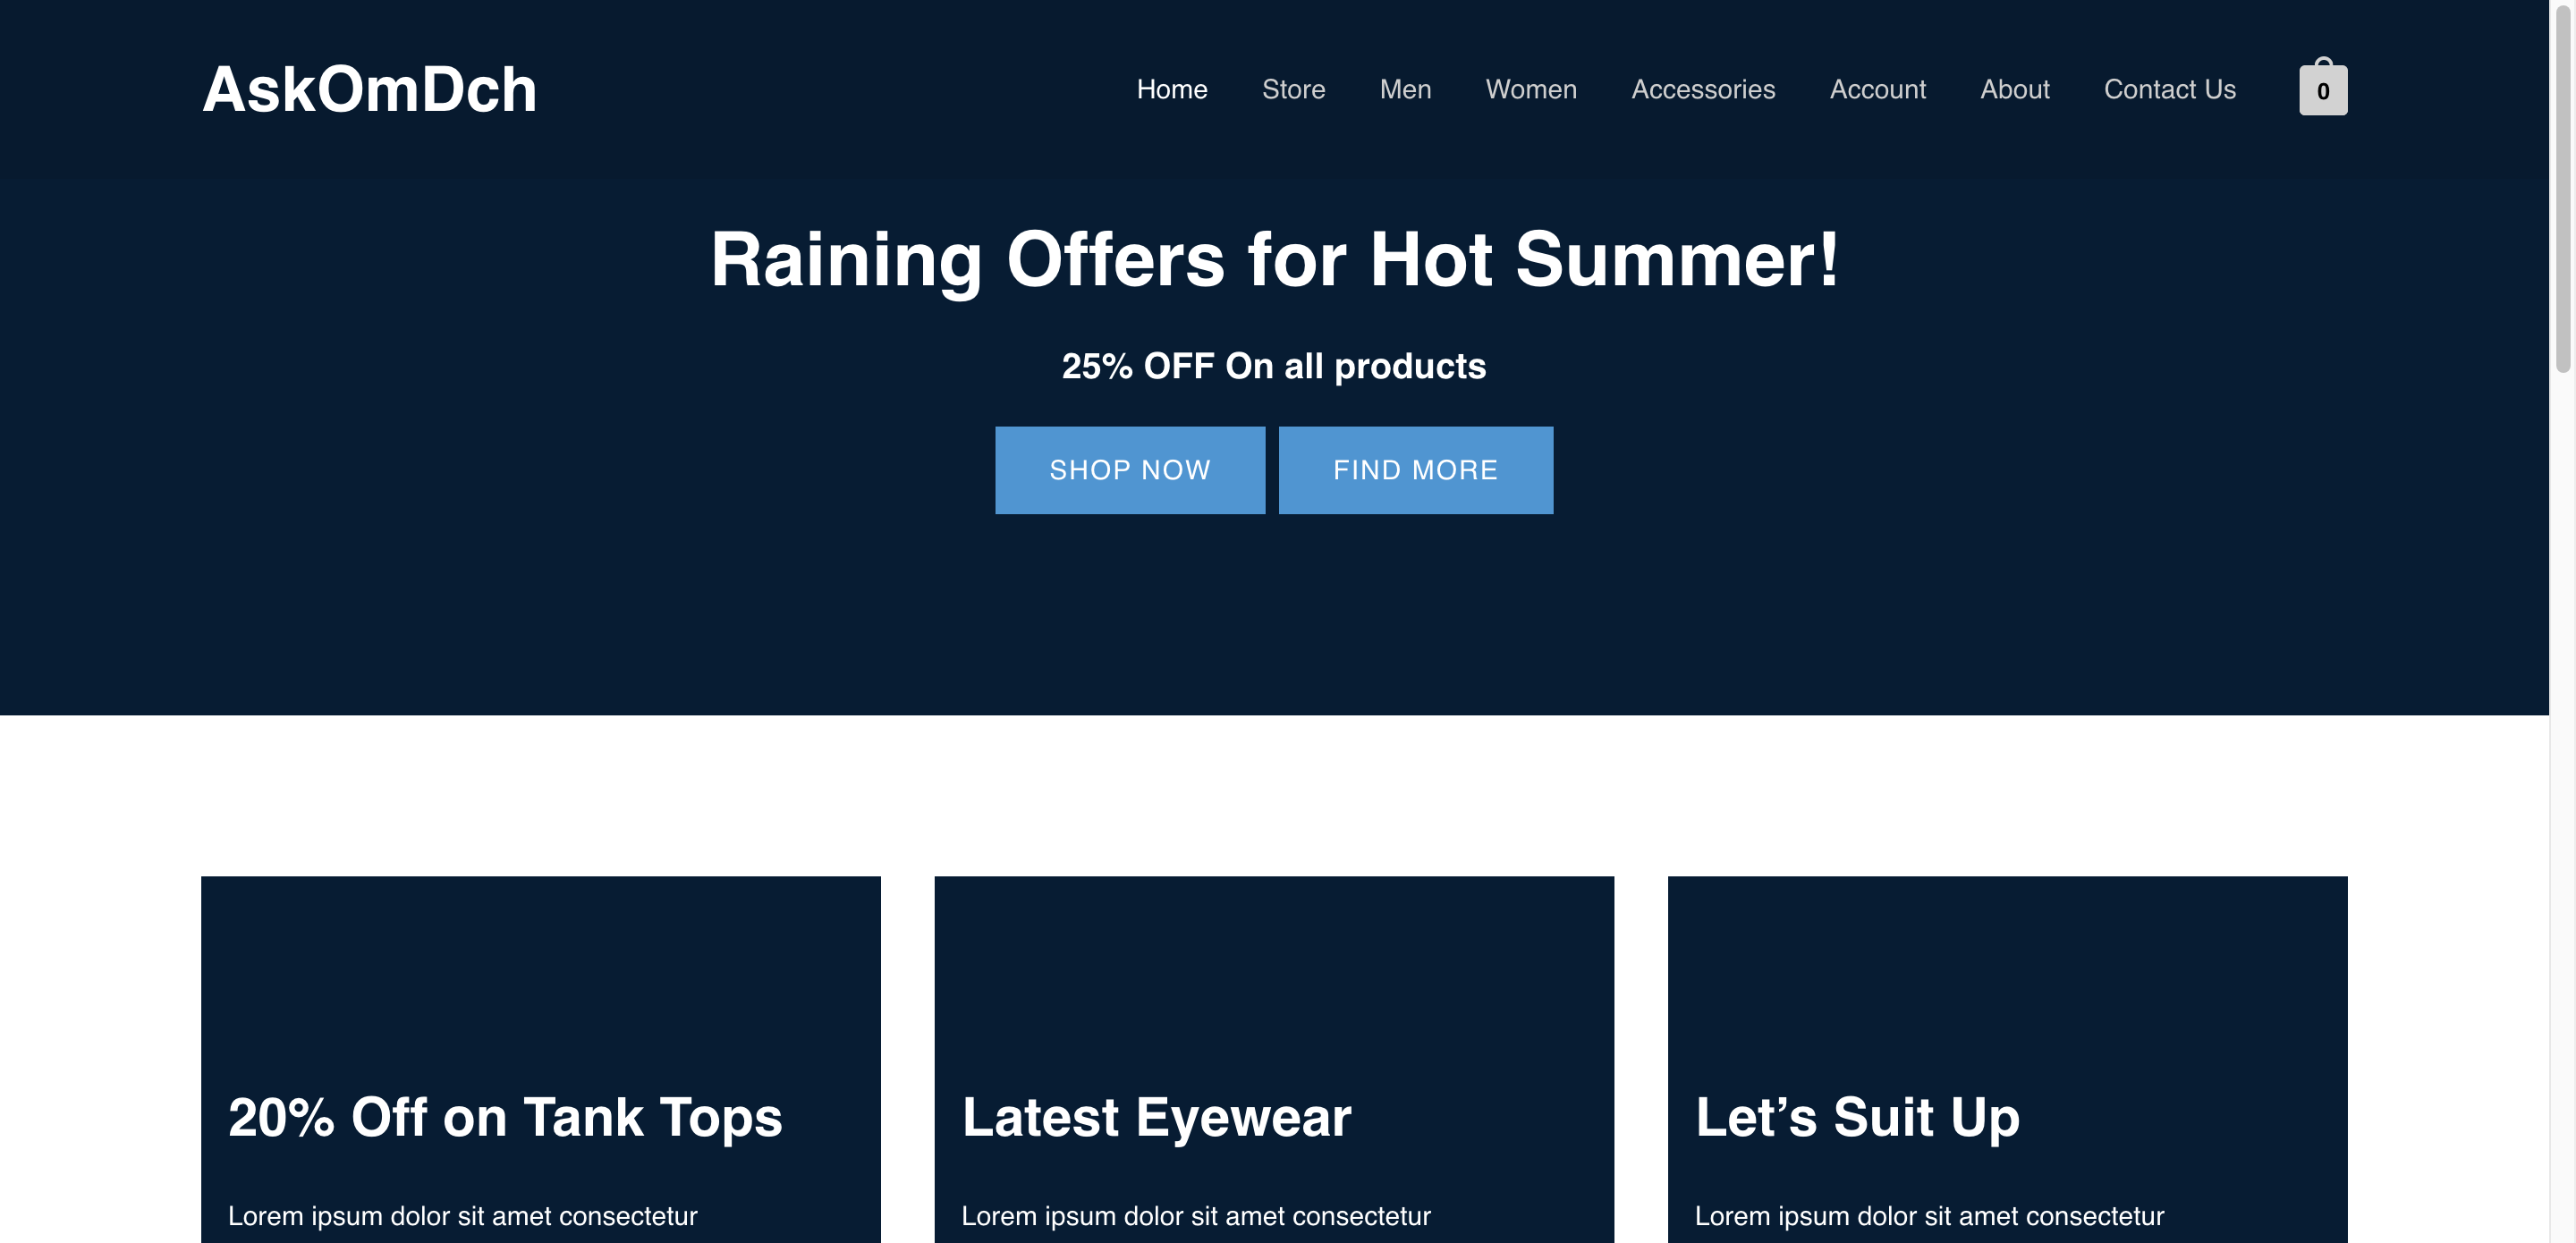 AskOmDch
Home Store Men Women Accessories Account About Contact Us 0
Raining Offers for Hot Summer!
25% OFF On all products
SHOP NOW FIND MORE
20% Off on Tank Tops
Lorem ipsum dolor sit amet consectetur
Latest Eyewear
Lorem ipsum dolor sit amet consectetur
Let’s Suit Up
Lorem ipsum dolor sit amet consectetur